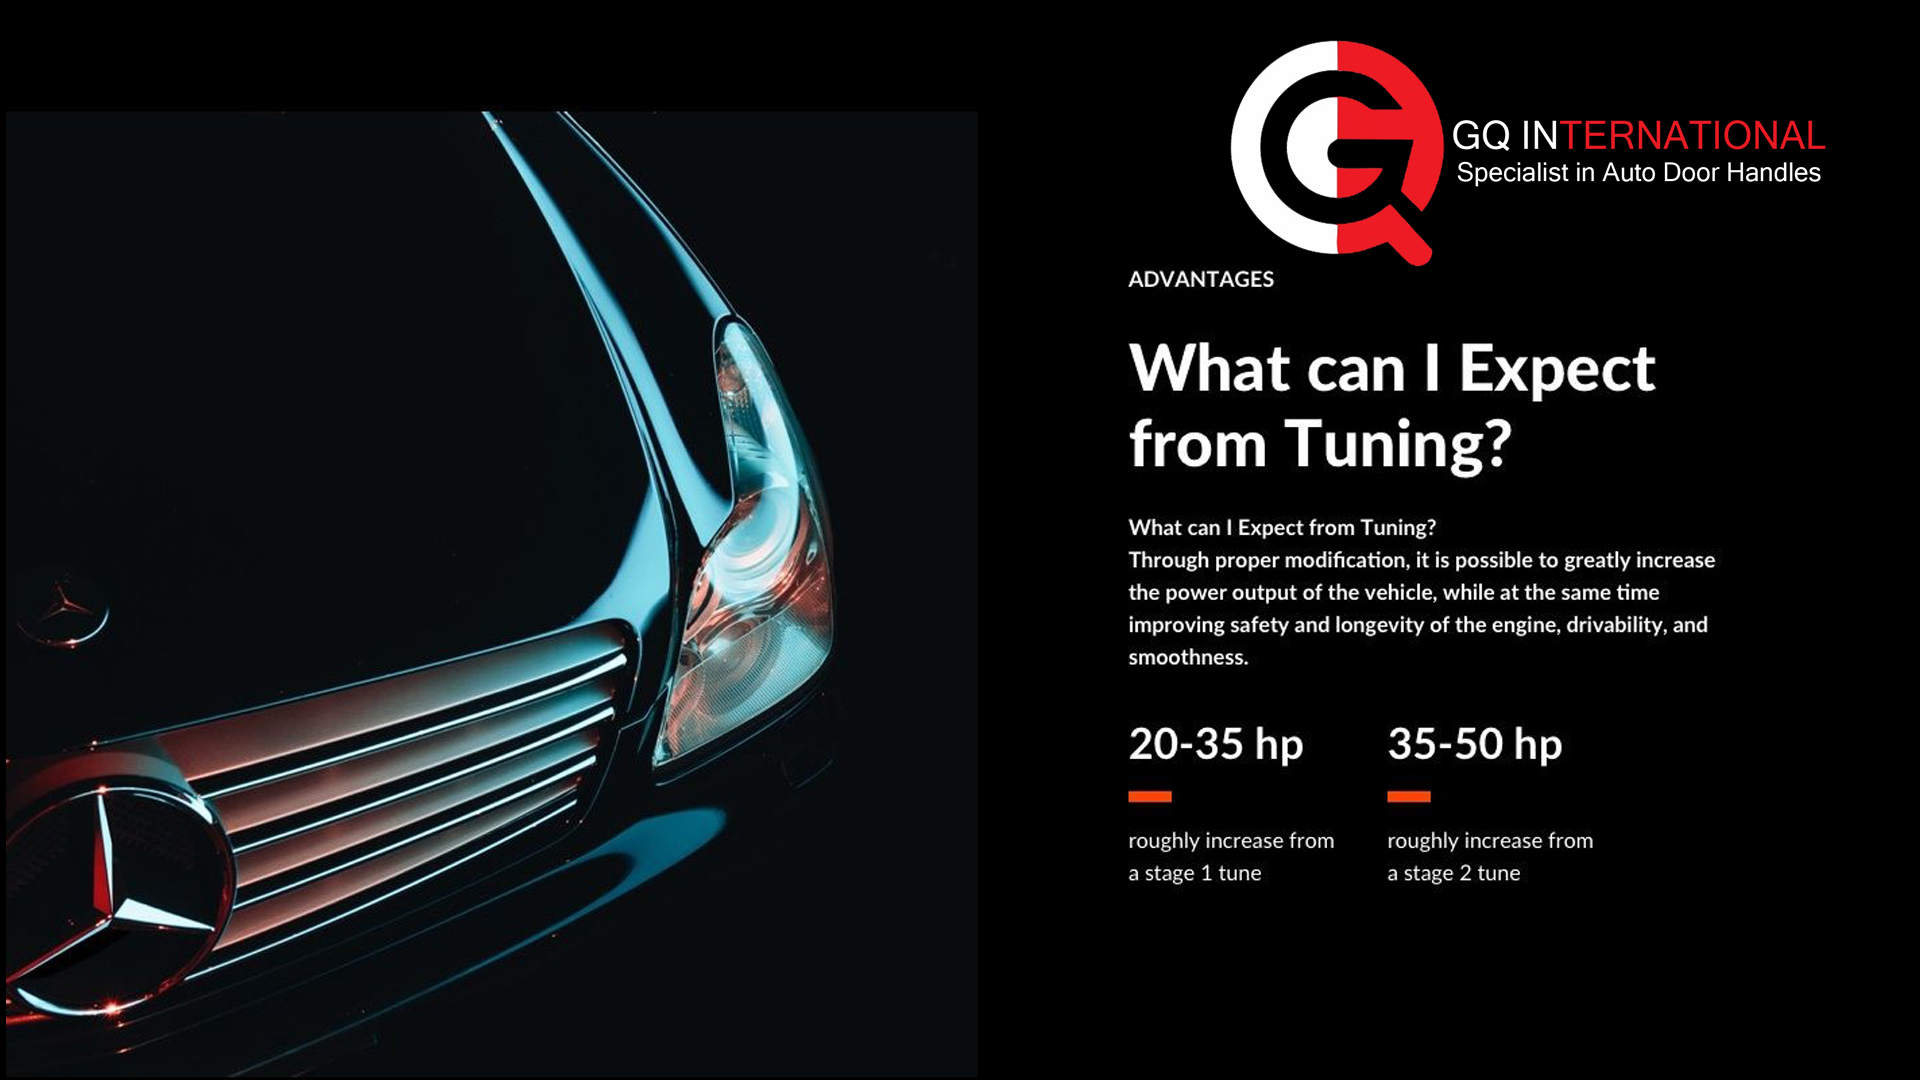 GQ INTERNATIONAL
Specialist in Auto Door Handles
ADVANTAGES
What can I Expect
from Tuning?
What can I Expect from Tuning?
Through proper modification, it is possible to greatly increase
the power output of the vehicle, while at the same time
improving safety and longevity of the engine, drivability, and
smoothness.
20-35 hp
roughly increase from
a stage 1 tune
35-50 hp
roughly increase from
a stage 2 tune